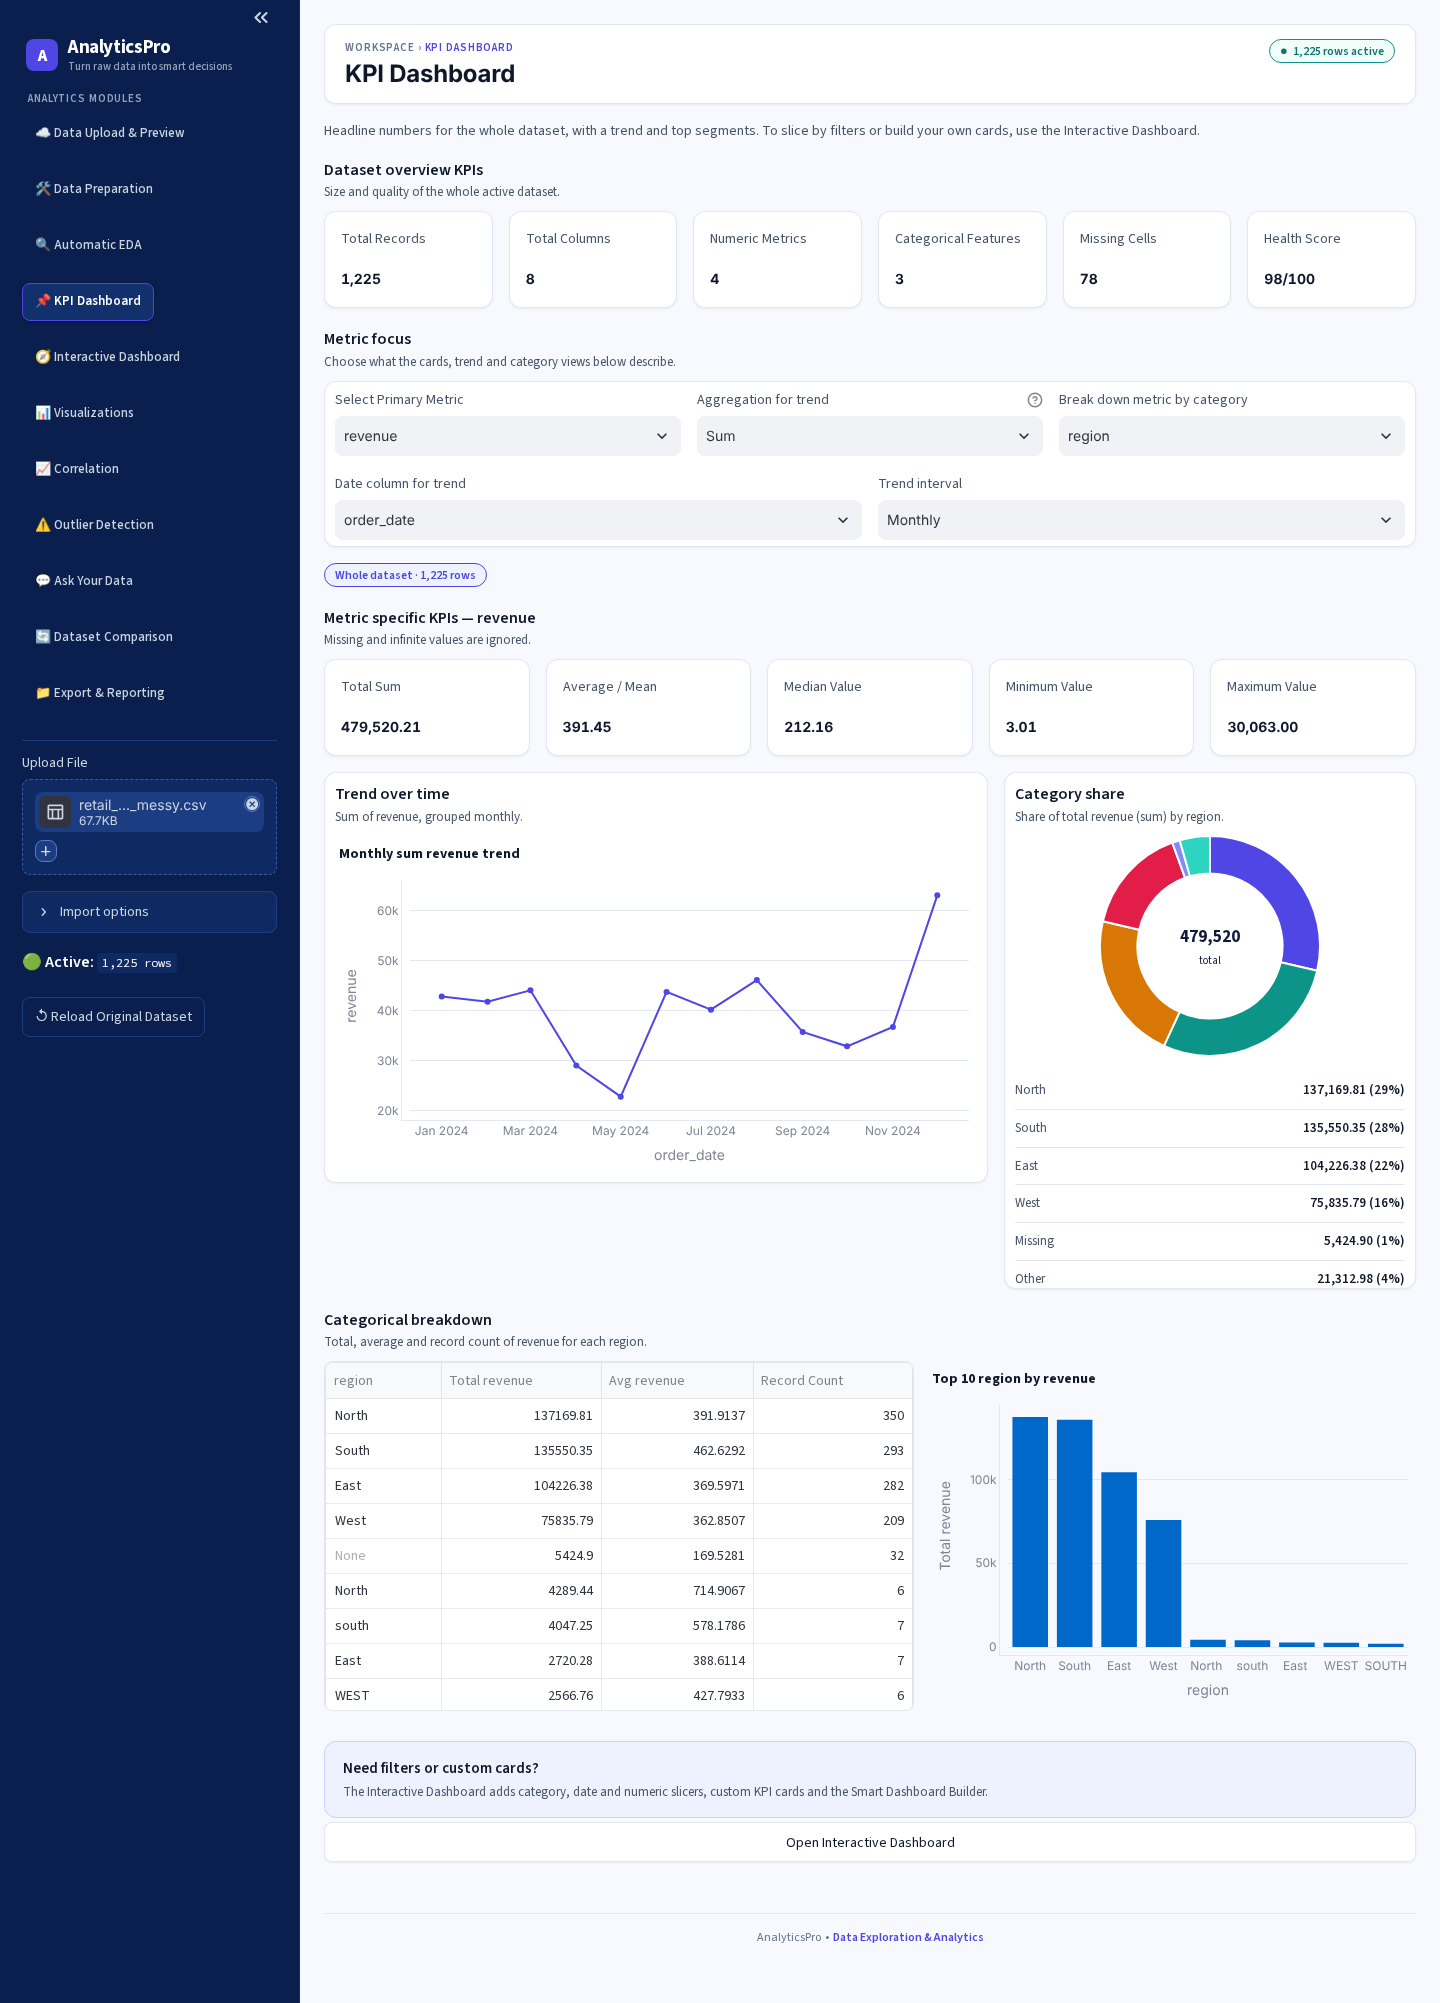 A
AnalyticsPro
Turn raw data into smart decisions
ANALYTICS MODULES
☁️ Data Upload & Preview
🛠️ Data Preparation
🔍 Automatic EDA
📌 KPI Dashboard
🧭 Interactive Dashboard
📊 Visualizations
📈 Correlation
⚠️ Outlier Detection
💬 Ask Your Data
🔄 Dataset Comparison
📁 Export & Reporting
Upload File
retail_..._messy.csv
67.7KB
Import options
🟢 Active: 1,225 rows
Reload Original Dataset
WORKSPACE › KPI DASHBOARD
KPI Dashboard
● 1,225 rows active
Headline numbers for the whole dataset, with a trend and top segments. To slice by filters or build your own cards, use the Interactive Dashboard.
Dataset overview KPIs
Size and quality of the whole active dataset.
Total Records
1,225
Total Columns
8
Numeric Metrics
4
Categorical Features
3
Missing Cells
78
Health Score
98/100
Metric focus
Choose what the cards, trend and category views below describe.
Select Primary Metric
revenue
Aggregation for trend
Sum
Break down metric by category
region
Date column for trend
order_date
Trend interval
Monthly
Whole dataset · 1,225 rows
Metric specific KPIs — revenue
Missing and infinite values are ignored.
Total Sum
479,520.21
Average / Mean
391.45
Median Value
212.16
Minimum Value
3.01
Maximum Value
30,063.00
Trend over time
Sum of revenue, grouped monthly.
Monthly sum revenue trend
60k
50k
40k
30k
20k
revenue
Jan 2024 Mar 2024 May 2024 Jul 2024 Sep 2024 Nov 2024
order_date
Category share
Share of total revenue (sum) by region.
479,520
total
North 137,169.81 (29%)
South 135,550.35 (28%)
East 104,226.38 (22%)
West 75,835.79 (16%)
Missing 5,424.90 (1%)
Other 21,312.98 (4%)
Categorical breakdown
Total, average and record count of revenue for each region.
region Total revenue Avg revenue Record Count
North 137169.81 391.9137 350
South 135550.35 462.6292 293
East 104226.38 369.5971 282
West 75835.79 362.8507 209
None 5424.9 169.5281 32
North 4289.44 714.9067 6
south 4047.25 578.1786 7
East 2720.28 388.6114 7
WEST 2566.76 427.7933 6
Top 10 region by revenue
100k
50k
0
Total revenue
North South East West North south East WEST SOUTH
region
Need filters or custom cards?
The Interactive Dashboard adds category, date and numeric slicers, custom KPI cards and the Smart Dashboard Builder.
Open Interactive Dashboard
AnalyticsPro • Data Exploration & Analytics